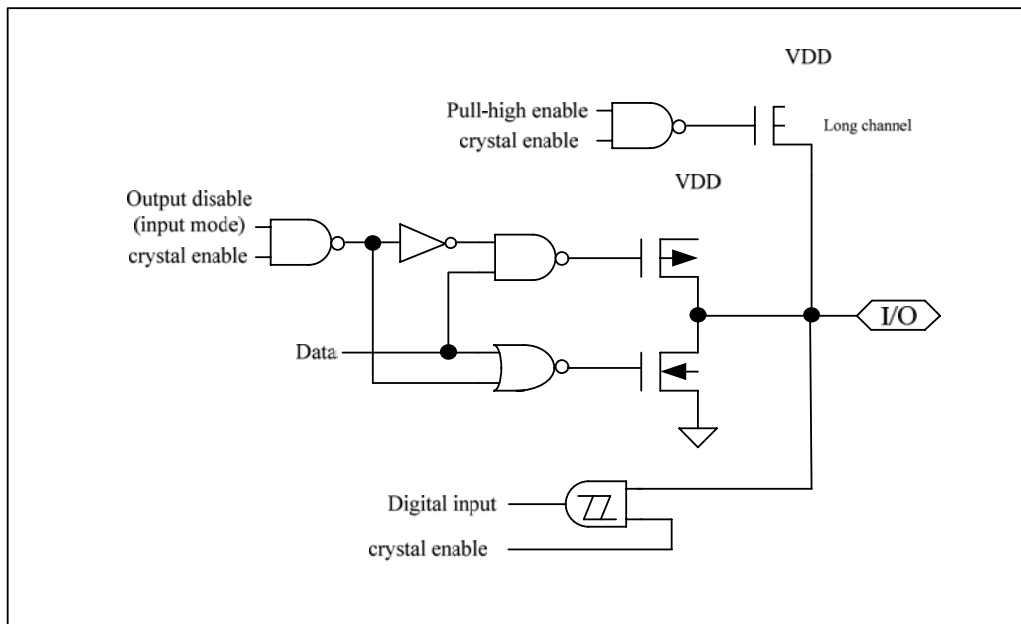 VDD
Pull-high enable
crystal enable
Long channel
VDD
Output disable
(input mode)
crystal enable
I/O
Data
Digital input
crystal enable